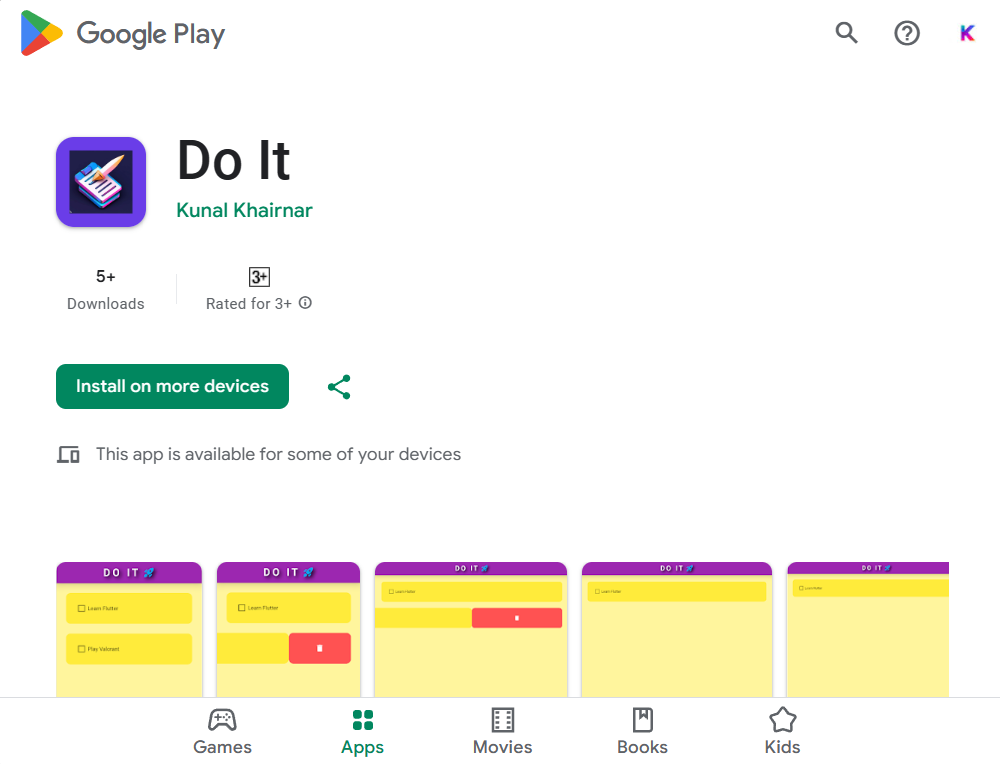 Google Play
K
Do It
Kunal Khairnar
5+
Downloads
3+
Rated for 3+
Install on more devices
This app is available for some of your devices
DO IT 🚀
DO IT 🚀
DO IT 🚀
DO IT 🚀
DO IT 🚀
Learn Flutter
Play Valorant
Learn Flutter
Learn Flutter
Learn Flutter
Learn Flutter
Games
Apps
Movies
Books
Kids